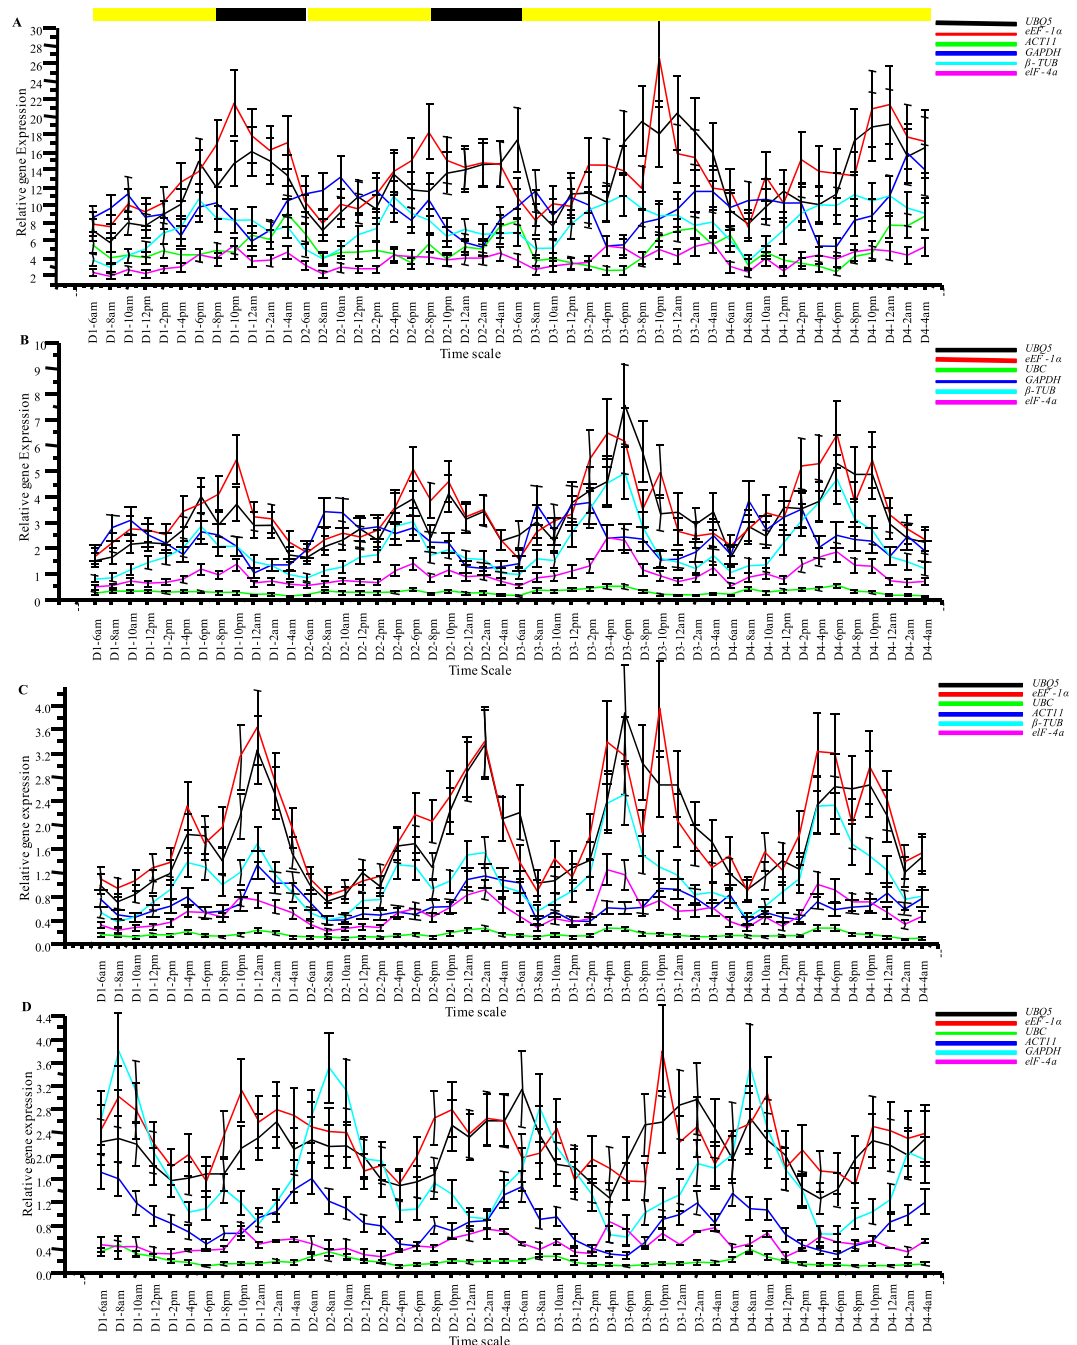 A
30
28
26
24
22
20
18
16
14
12
10
8
6
4
2
Relative gene Expression
UBQ5
eEF-1α
ACT11
GAPDH
β-TUB
elF-4a
D1-6am D1-8am D1-10am D1-12pm D1-2pm D1-4pm D1-6pm D1-8pm D1-10pm D1-12am D1-2am D1-4am D2-6am D2-8am D2-10am D2-12pm D2-2pm D2-4pm D2-6pm D2-8pm D2-10pm D2-12am D2-2am D2-4am D3-6am D3-8am D3-10am D3-12pm D3-2pm D3-4pm D3-6pm D3-8pm D3-10pm D3-12am D3-2am D3-4am D4-6am D4-8am D4-10am D4-12pm D4-2pm D4-4pm D4-6pm D4-8pm D4-10pm D4-12am D4-2am D4-4am
Time scale
B
10
9
8
7
6
5
4
3
2
1
0
Relative gene Expression
UBQ5
eEF-1α
UBC
GAPDH
β-TUB
elF-4a
D1-6am D1-8am D1-10am D1-12pm D1-2pm D1-4pm D1-6pm D1-8pm D1-10pm D1-12am D1-2am D1-4am D2-6am D2-8am D2-10am D2-12pm D2-2pm D2-4pm D2-6pm D2-8pm D2-10pm D2-12am D2-2am D2-4am D3-6am D3-8am D3-10am D3-12pm D3-2pm D3-4pm D3-6pm D3-8pm D3-10pm D3-12am D3-2am D3-4am D4-6am D4-8am D4-10am D4-12pm D4-2pm D4-4pm D4-6pm D4-8pm D4-10pm D4-12am D4-2am D4-4am
Time Scale
C
4.0
3.6
3.2
2.8
2.4
2.0
1.6
1.2
0.8
0.4
0.0
Relative gene expression
UBQ5
eEF-1α
UBC
ACT11
β-TUB
elF-4a
D1-6am D1-8am D1-10am D1-12pm D1-2pm D1-4pm D1-6pm D1-8pm D1-10pm D1-12am D1-2am D1-4am D2-6am D2-8am D2-10am D2-12pm D2-2pm D2-4pm D2-6pm D2-8pm D2-10pm D2-12am D2-2am D2-4am D3-6am D3-8am D3-10am D3-12pm D3-2pm D3-4pm D3-6pm D3-8pm D3-10pm D3-12am D3-2am D3-4am D4-6am D4-8am D4-10am D4-12pm D4-2pm D4-4pm D4-6pm D4-8pm D4-10pm D4-12am D4-2am D4-4am
Time scale
D
4.4
4.0
3.6
3.2
2.8
2.4
2.0
1.6
1.2
0.8
0.4
0.0
Relative gene expression
UBQ5
eEF-1α
UBC
ACT11
GAPDH
elF-4a
D1-6am D1-8am D1-10am D1-12pm D1-2pm D1-4pm D1-6pm D1-8pm D1-10pm D1-12am D1-2am D1-4am D2-6am D2-8am D2-10am D2-12pm D2-2pm D2-4pm D2-6pm D2-8pm D2-10pm D2-12am D2-2am D2-4am D3-6am D3-8am D3-10am D3-12pm D3-2pm D3-4pm D3-6pm D3-8pm D3-10pm D3-12am D3-2am D3-4am D4-6am D4-8am D4-10am D4-12pm D4-2pm D4-4pm D4-6pm D4-8pm D4-10pm D4-12am D4-2am D4-4am
Time scale